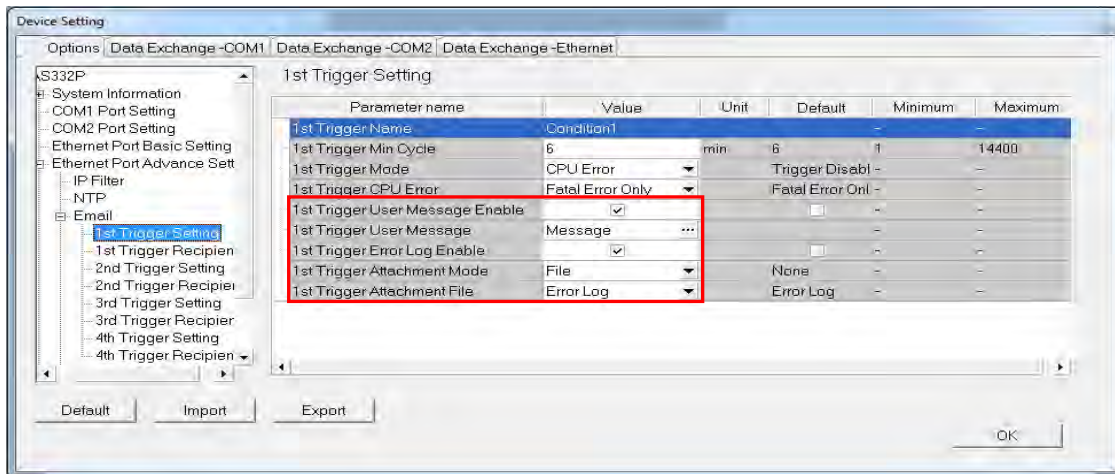 Device Setting
Options Data Exchange -COM1 Data Exchange -COM2 Data Exchange -Ethernet
AS332P
System Information
COM1 Port Setting
COM2 Port Setting
Ethernet Port Basic Setting
Ethernet Port Advance Sett
IP Filter
NTP
Email
1st Trigger Setting
1st Trigger Recipien
2nd Trigger Setting
2nd Trigger Recipier
3rd Trigger Setting
3rd Trigger Recipier
4th Trigger Setting
4th Trigger Recipien
1st Trigger Setting
Parameter name Value Unit Default Minimum Maximum
1st Trigger Name Condition1 - -
1st Trigger Min Cycle 6 min 6 1 14400
1st Trigger Mode CPU Error Trigger Disabl - -
1st Trigger CPU Error Fatal Error Only Fatal Error Onl - -
1st Trigger User Message Enable - -
1st Trigger User Message Message ... - -
1st Trigger Error Log Enable - -
1st Trigger Attachment Mode File None - -
1st Trigger Attachment File Error Log Error Log - -
Default Import Export
OK